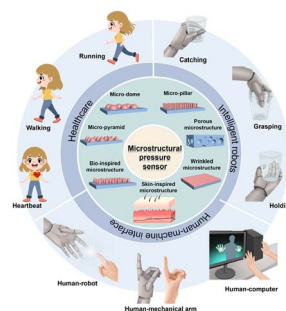 Running
Catching
Walking
Healthcare
Micro-dome
Micro-pillar
Intelligent robots
Grasping
Micro-pyramid
Porous
microstructure
Microstructural
pressure
sensor
Bio-inspired
microstructure
Wrinkled
microstructure
Skin-inspired
microstructure
Heartbeat
Holdi
Human-machine interface
Human-robot
Human-computer
Human-mechanical arm